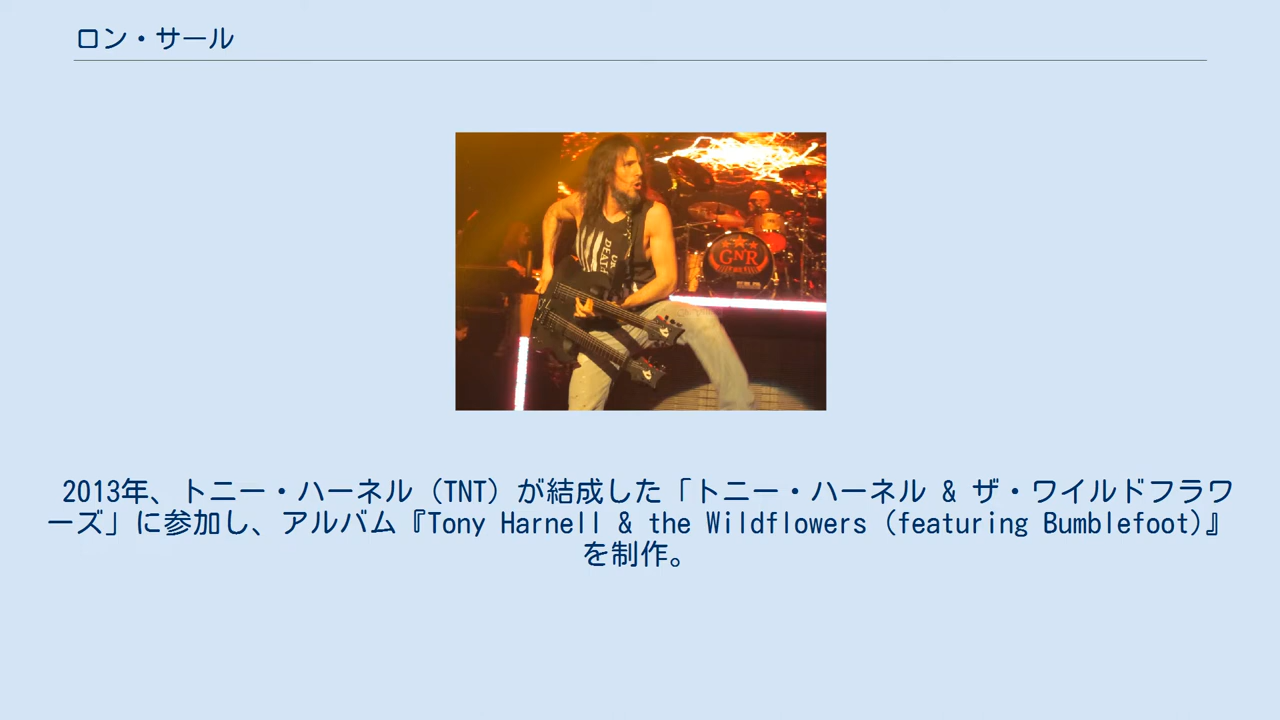 ロン・サール
UR
DEATH
GNR
2013年、トニー・ハーネル（TNT）が結成した「トニー・ハーネル & ザ・ワイルドフラワ
ーズ」に参加し、アルバム『Tony Harnell & the Wildflowers (featuring Bumblefoot)』
を制作。